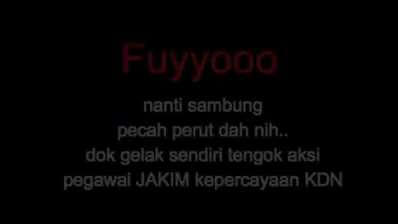 Fuyyooo
nanti sambung
pecah perut dah nih..
dok gelak sendiri tengok aksi
pegawai JAKIM kepercayaan KDN